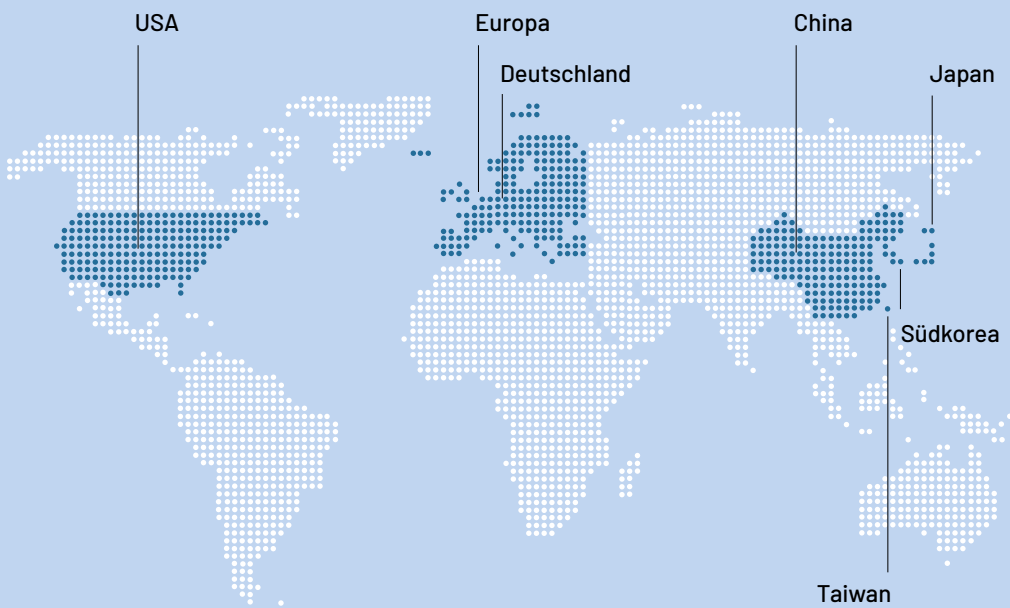 USA
Europa
China
Deutschland
Japan
Südkorea
Taiwan